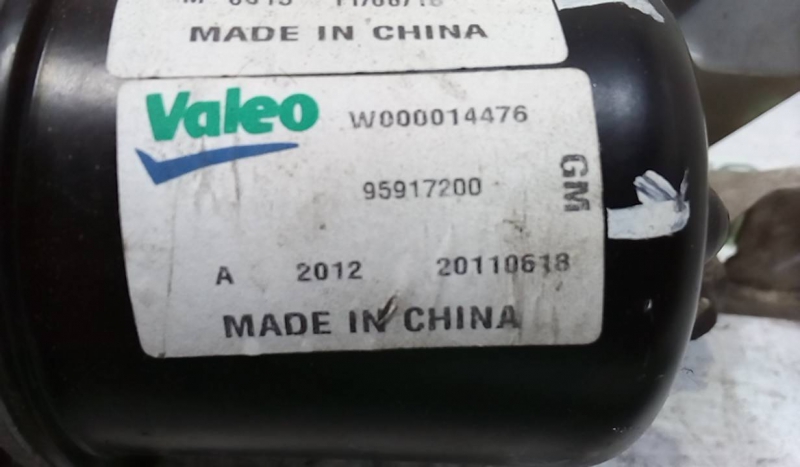 MADE IN CHINA
Valeo W000014476
95917200
GM
A 2012 20110618
MADE IN CHINA